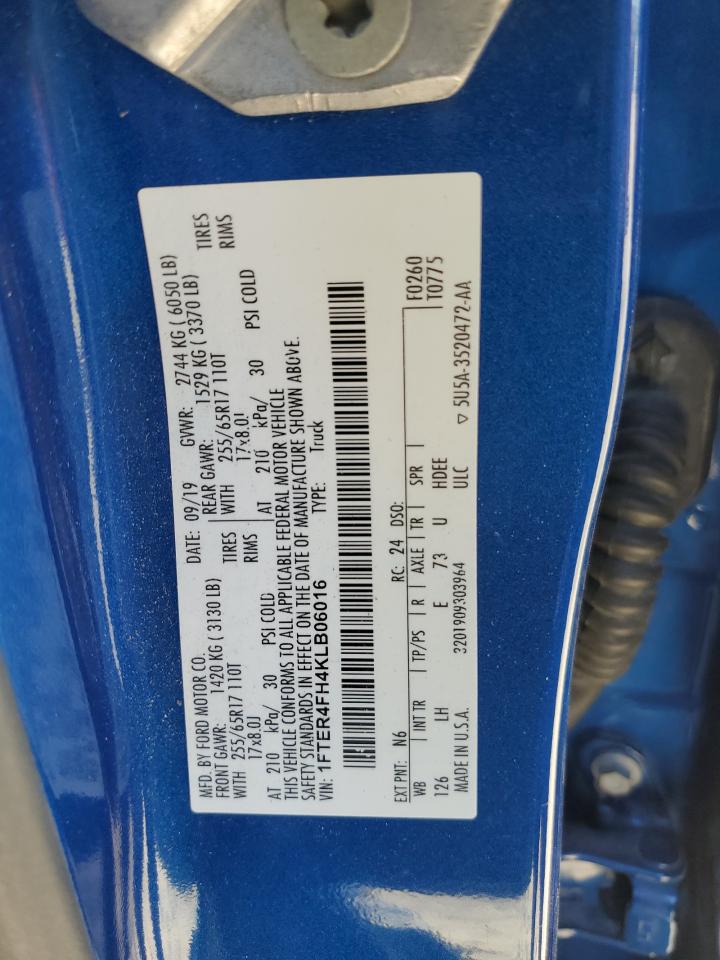 MFD. BY FORD MOTOR CO.
DATE: 09/19 GVWR: 2744 KG ( 6050 LB)
FRONT GAWR: 1420 KG ( 3130 LB) REAR GAWR: 1529 KG ( 3370 LB)
WITH 255/65R17 110T TIRES WITH 255/65R17 110T TIRES
17x8.0J RIMS 17x8.0J RIMS
AT 210 kPa/ 30 PSI COLD AT 210 kPa/ 30 PSI COLD
THIS VEHICLE CONFORMS TO ALL APPLICABLE FEDERAL MOTOR VEHICLE
SAFETY STANDARDS IN EFFECT ON THE DATE OF MANUFACTURE SHOWN ABOVE.
VIN: 1FTER4FH4KLB06016 TYPE: Truck
F0260
T0775
EXT PNT: N6 RC: 24 DSO:
WB INT TR TP/PS R AXLE TR SPR
126 LH E 73 U HDEE
MADE IN U.S.A. 3201909303964 ULC ▽ 5U5A-3520472-AA